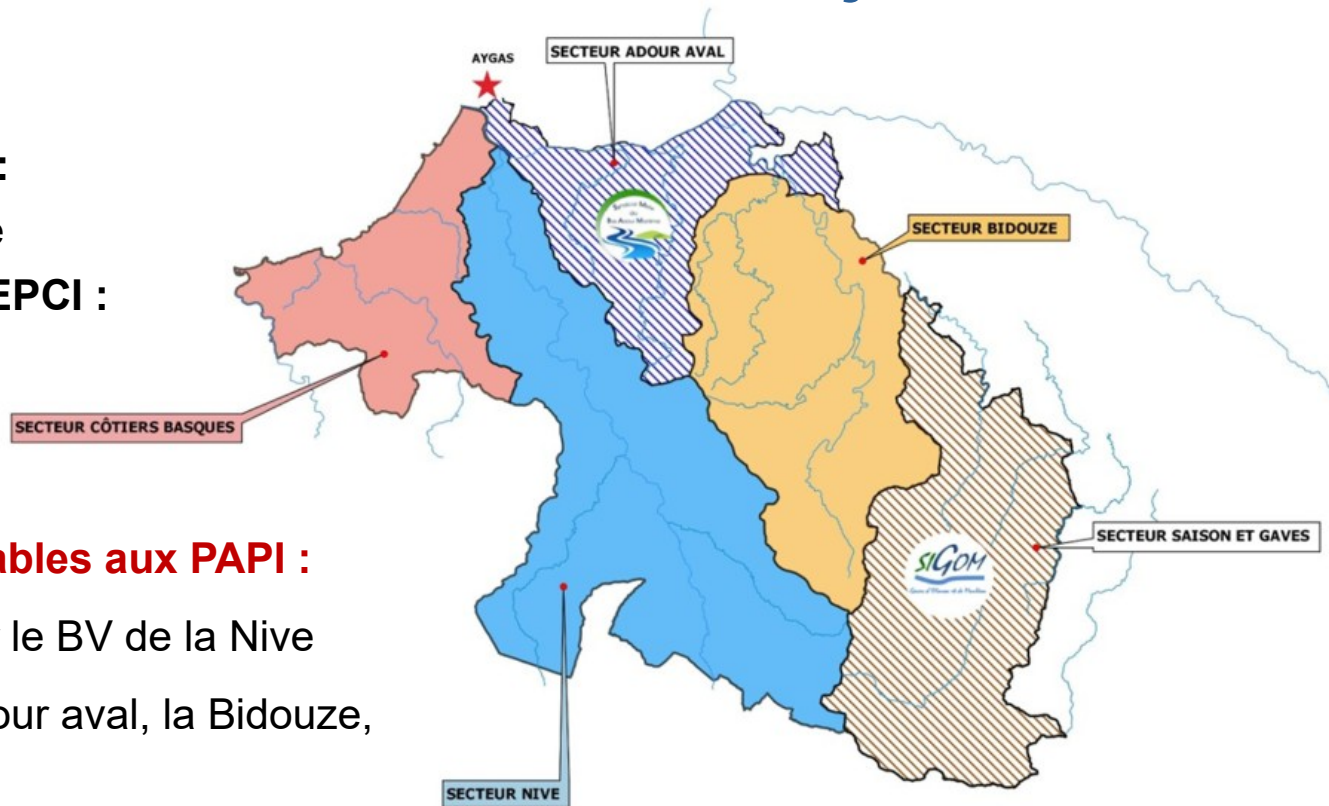 g
AYGAS
SECTEUR ADOUR AVAL
:
e
SECTEUR BIDOUZE
EPCI :
SECTEUR CÔTIERS BASQUES
SECTEUR SAISON ET GAVES
SIGOM
ables aux PAPI :
le BV de la Nive
our aval, la Bidouze,
SECTEUR NIVE